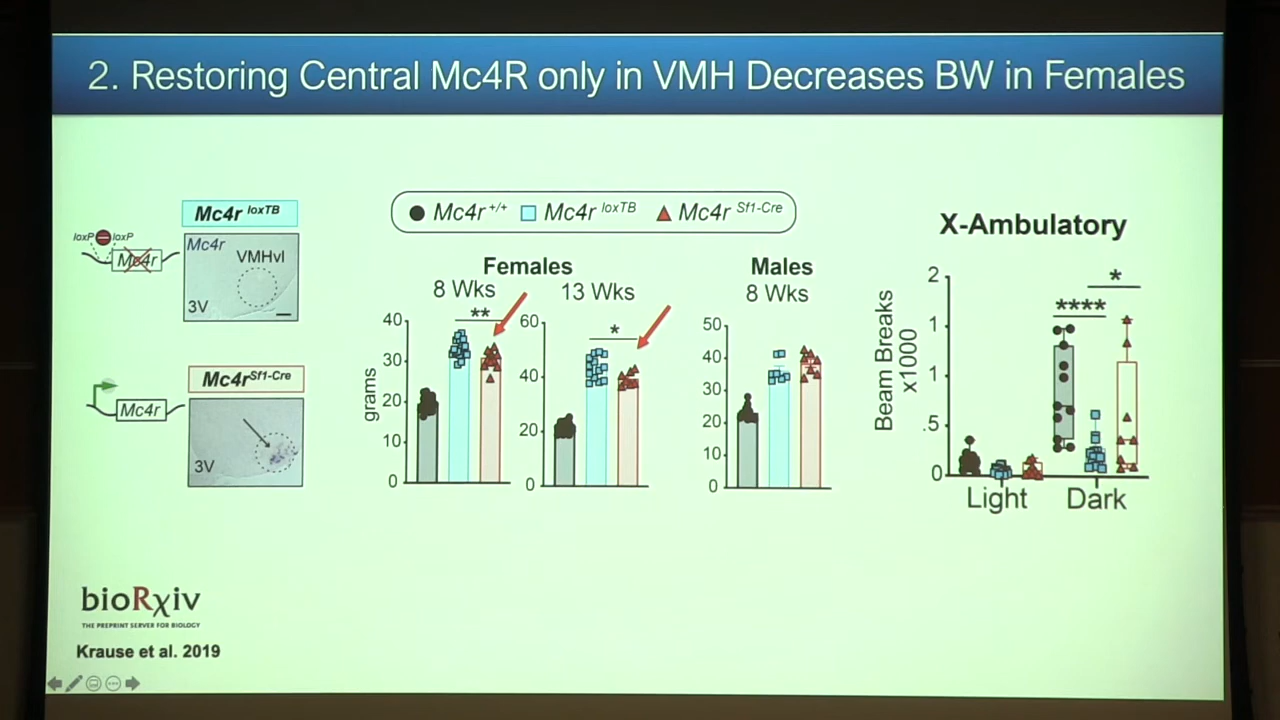 2. Restoring Central Mc4R only in VMH Decreases BW in Females
Mc4r loxTB
loxP loxP
Mc4r
Mc4r
VMHvl
3V
Mc4r Sf1-Cre
Mc4r
3V
Mc4r +/+ Mc4r loxTB Mc4r Sf1-Cre
Females
8 Wks 13 Wks
** *
grams
40
30
20
10
0
60
40
20
0
Males
8 Wks
50
40
30
20
10
0
X-Ambulatory
Beam Breaks
x1000
2
1
1
.5
0
**** *
Light Dark
bioRxiv
THE PREPRINT SERVER FOR BIOLOGY
Krause et al. 2019